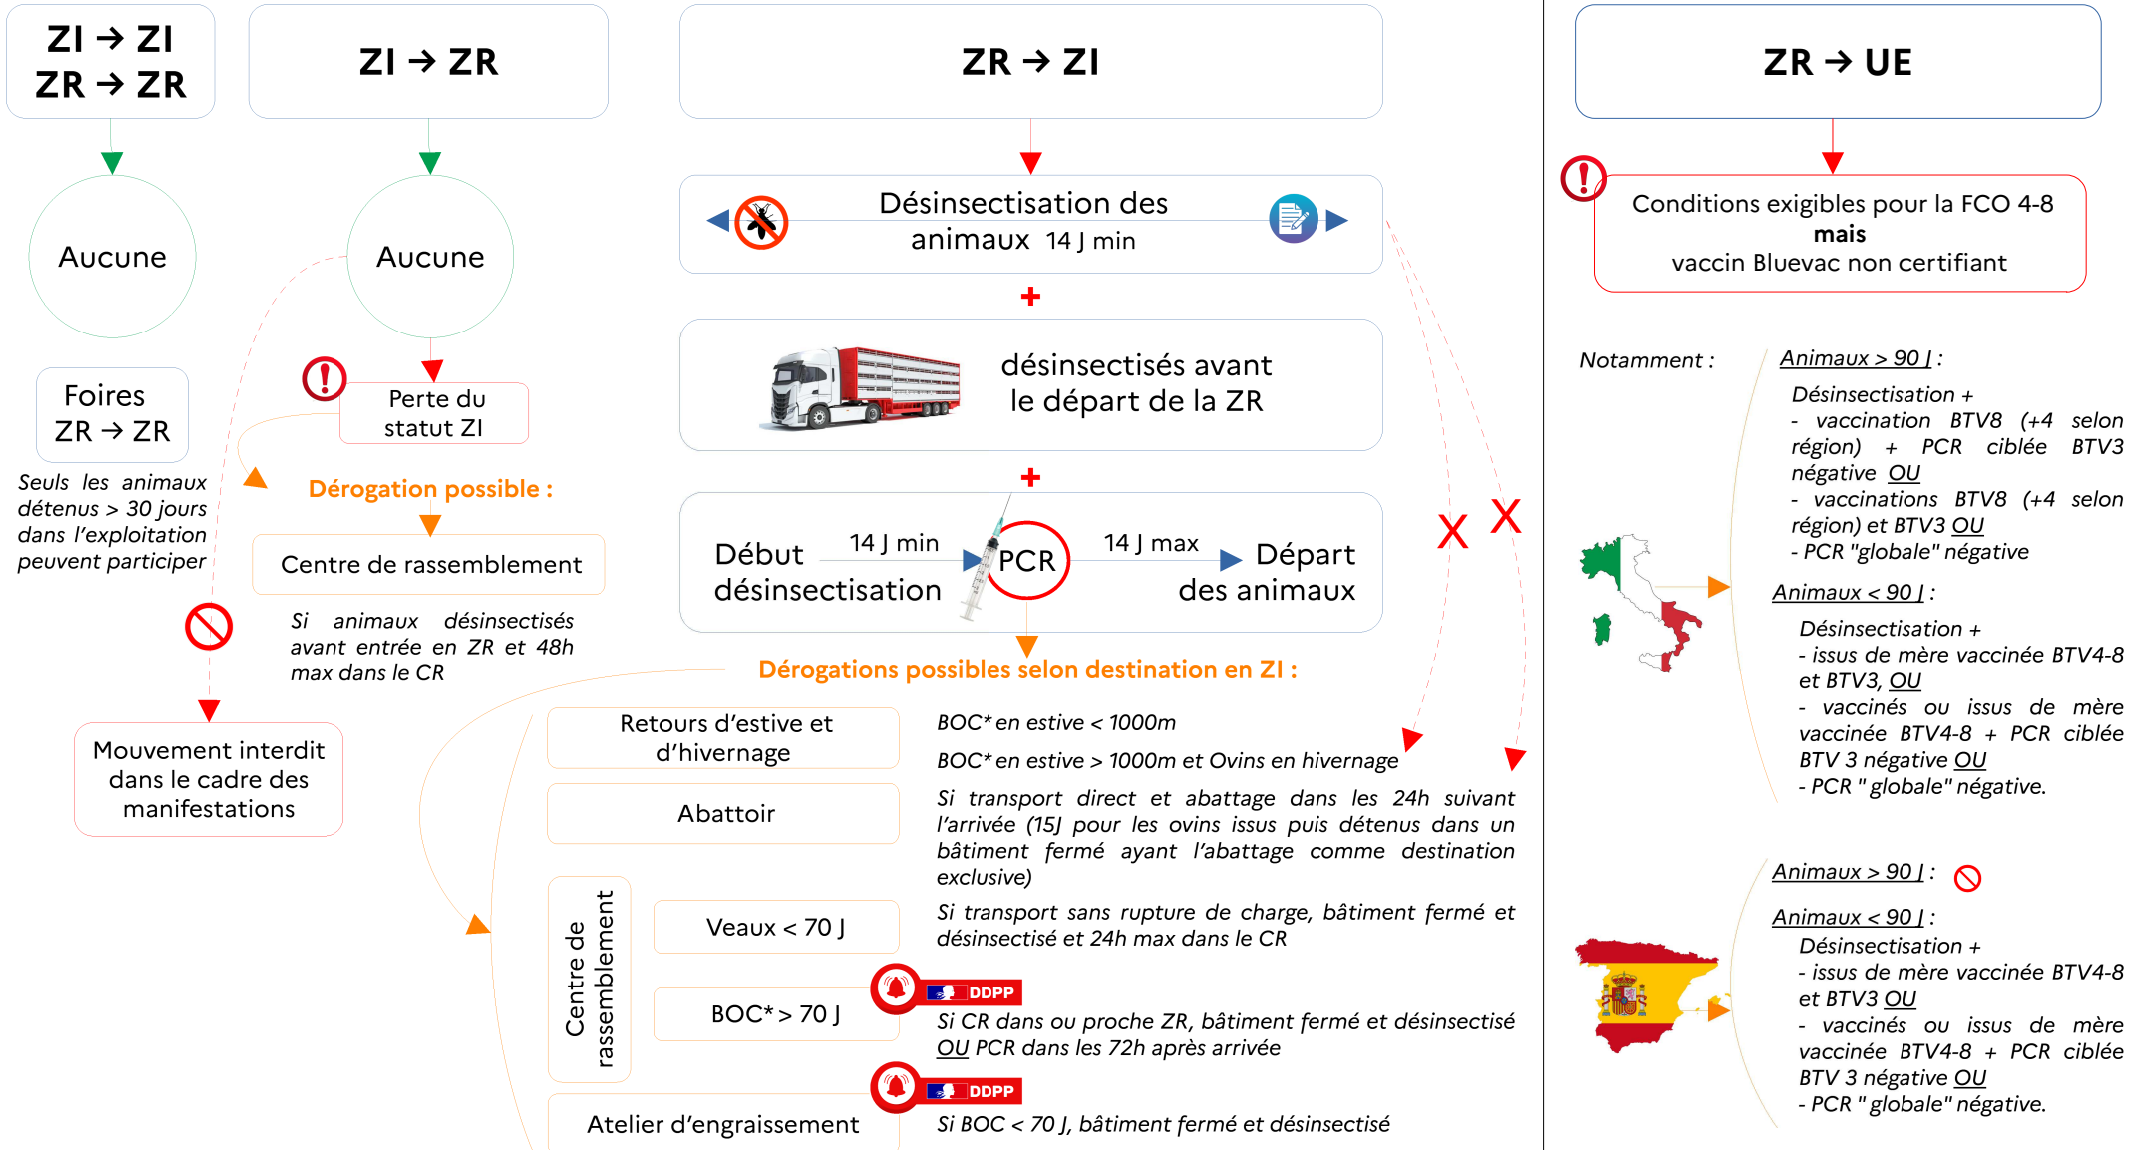 ZI → ZI
ZR → ZR
Aucune
Foires
ZR → ZR
Seuls les animaux
détenus > 30 jours
dans l'exploitation
peuvent participer
ZI → ZR
Aucune
Perte du
statut ZI
Dérogation possible :
Centre de rassemblement
Si animaux désinsectisés
avant entrée en ZR et 48h
max dans le CR
Mouvement interdit
dans le cadre des
manifestations
ZR → ZI
Désinsectisation des
animaux 14 J min
+
désinsectisés avant
le départ de la ZR
+
Début
désinsectisation
14 J min
PCR
14 J max
Départ
des animaux
X
X
Dérogations possibles selon destination en ZI :
Retours d'estive et
d'hivernage
BOC* en estive < 1000m
BOC* en estive > 1000m et Ovins en hivernage
Abattoir
Si transport direct et abattage dans les 24h suivant
l'arrivée (15J pour les ovins issus puis détenus dans un
bâtiment fermé ayant l'abattage comme destination
exclusive)
Centre de
rassemblement
Veaux < 70 J
Si transport sans rupture de charge, bâtiment fermé et
désinsectisé et 24h max dans le CR
BOC* > 70 J
DDPP
Si CR dans ou proche ZR, bâtiment fermé et désinsectisé
OU PCR dans les 72h après arrivée
Atelier d'engraissement
DDPP
Si BOC < 70 J, bâtiment fermé et désinsectisé
ZR → UE
Conditions exigibles pour la FCO 4-8
mais
vaccin Bluevac non certifiant
Notamment :
Animaux > 90 J :
Désinsectisation +
- vaccination BTV8 (+4 selon
région) + PCR ciblée BTV3
négative OU
- vaccinations BTV8 (+4 selon
région) et BTV3 OU
- PCR "globale" négative
Animaux < 90 J :
Désinsectisation +
- issus de mère vaccinée BTV4-8
et BTV3, OU
- vaccinés ou issus de mère
vaccinée BTV4-8 + PCR ciblée
BTV 3 négative OU
- PCR " globale" négative.
Animaux > 90 J :
Animaux < 90 J :
Désinsectisation +
- issus de mère vaccinée BTV4-8
et BTV3 OU
- vaccinés ou issus de mère
vaccinée BTV4-8 + PCR ciblée
BTV 3 négative OU
- PCR " globale" négative.